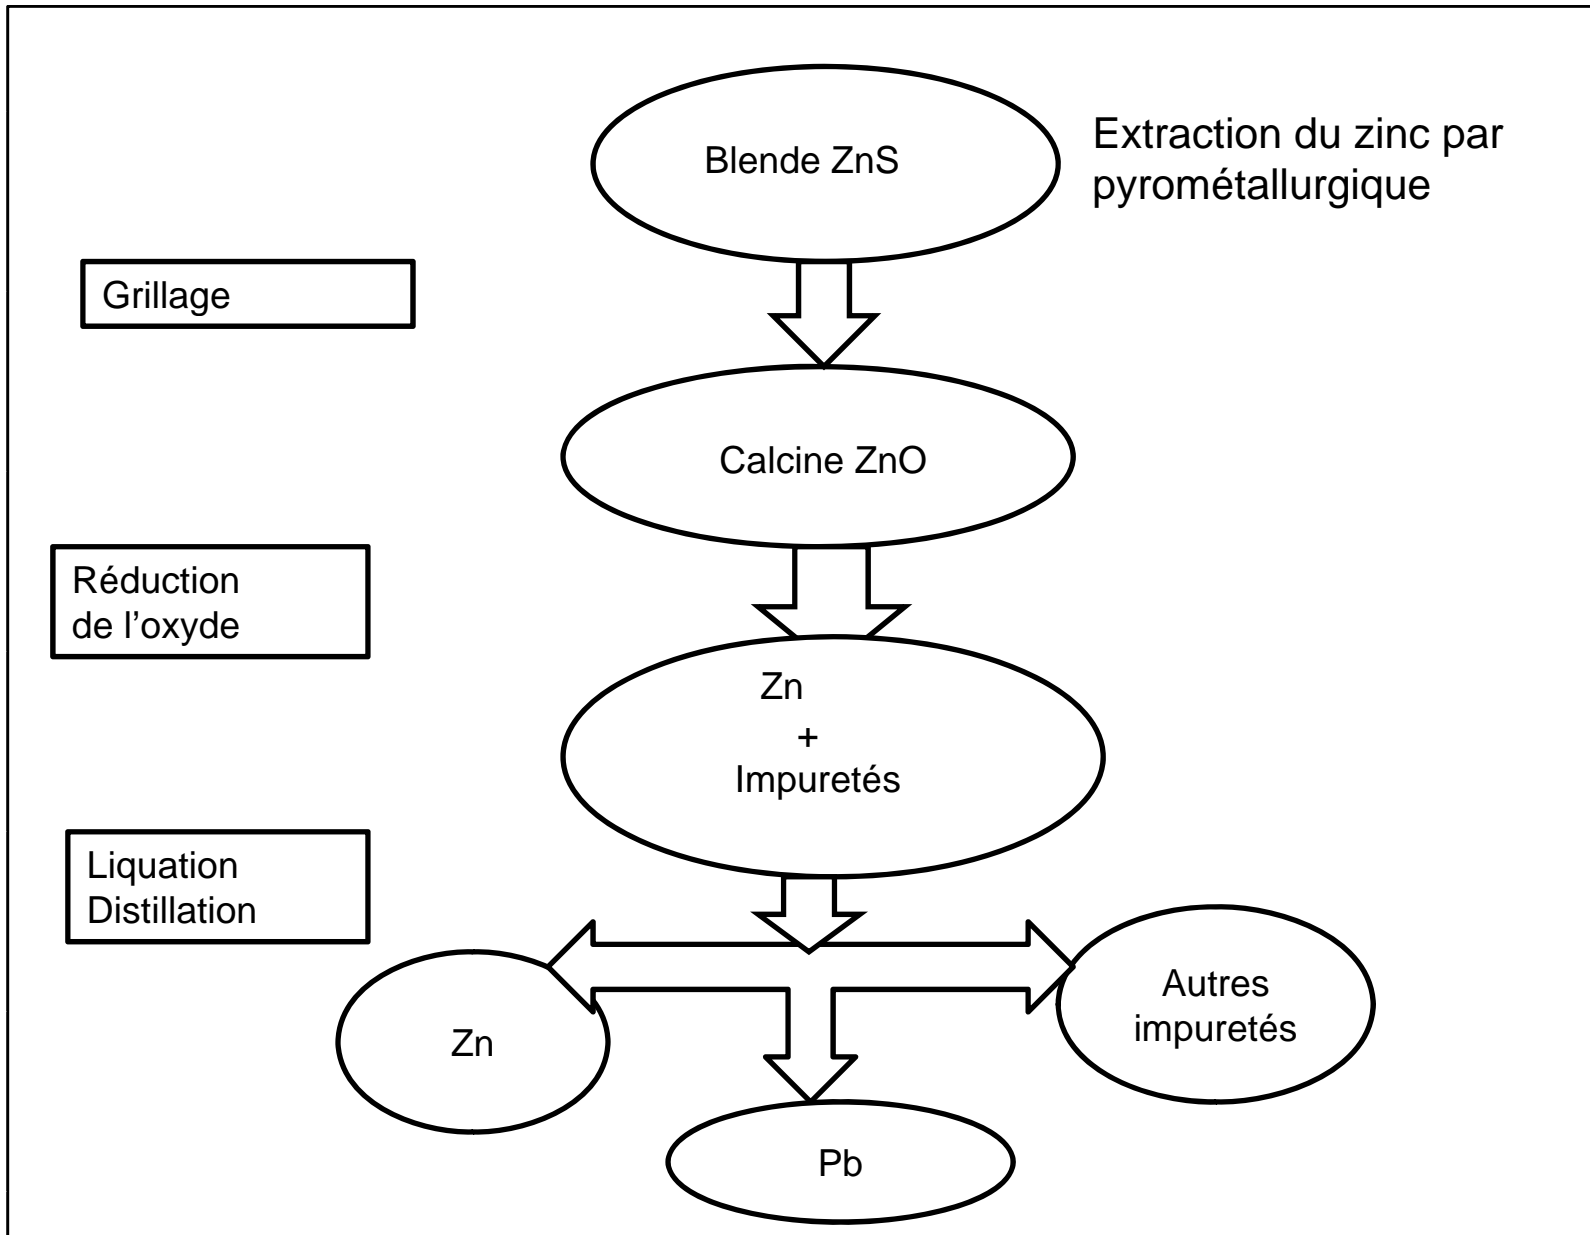 Blende ZnS
Extraction du zinc par
pyrométallurgique
Grillage
Calcine ZnO
Réduction
de l’oxyde
Zn
+
Impuretés
Liquation
Distillation
Zn
Autres
impuretés
Pb